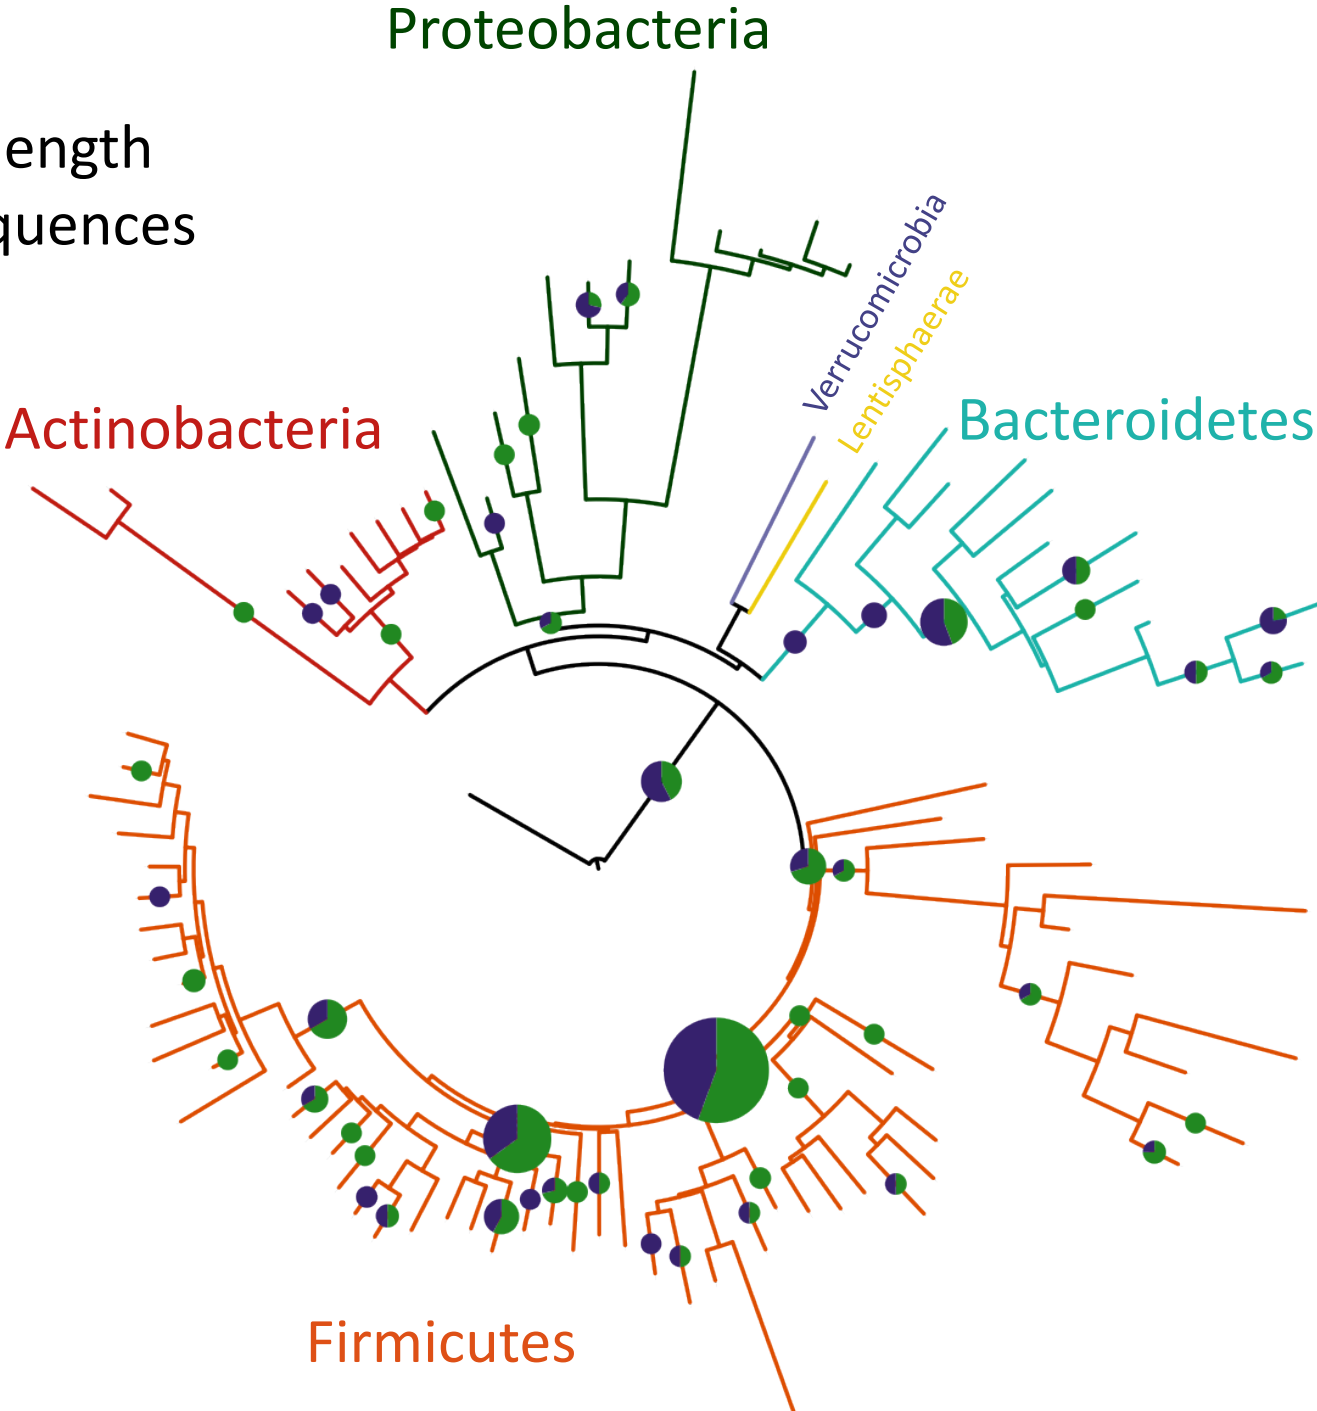 Proteobacteria
ength
quences
Verrucomicrobia
Lentisphaerae
Actinobacteria
Bacteroidetes
Firmicutes